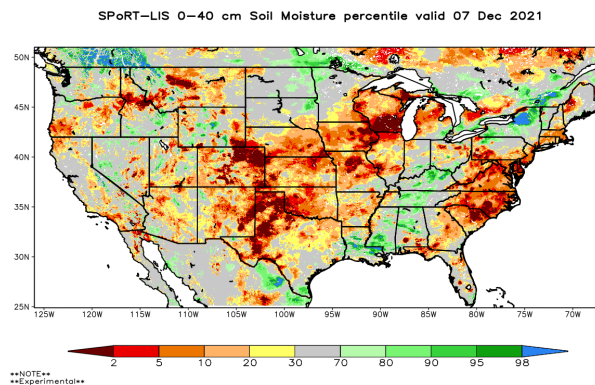 SPoRT-LIS 0-40 cm Soil Moisture percentile valid 07 Dec 2021
50N
45N
40N
35N
30N
25N
125W 120W 115W 110W 105W 100W 95W 90W 85W 80W 75W 70W
2 5 10 20 30 70 80 90 95 98
**NOTE**
**Experimental**